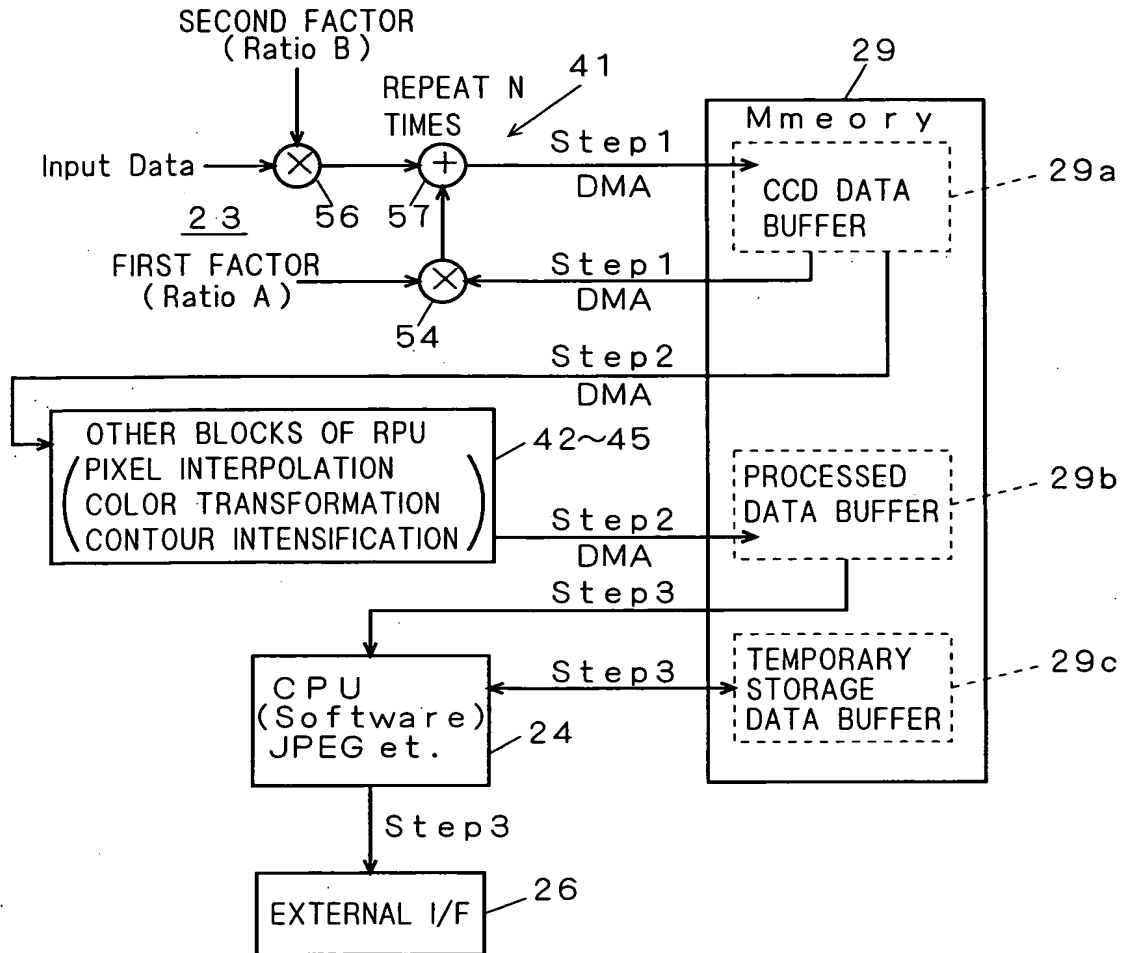 SECOND FACTOR
(Ratio B)
REPEAT N
TIMES
41
29
Mmeory
Input Data
×
56
+
57
Step1
DMA
CCD DATA
BUFFER
29a
23
FIRST FACTOR
(Ratio A)
×
54
Step1
DMA
Step2
DMA
OTHER BLOCKS OF RPU
(PIXEL INTERPOLATION
COLOR TRANSFORMATION
CONTOUR INTENSIFICATION)
42~45
Step2
DMA
PROCESSED
DATA BUFFER
29b
Step3
CPU
(Software)
JPEG et.
24
Step3
TEMPORARY
STORAGE
DATA BUFFER
29c
Step3
EXTERNAL I/F
26